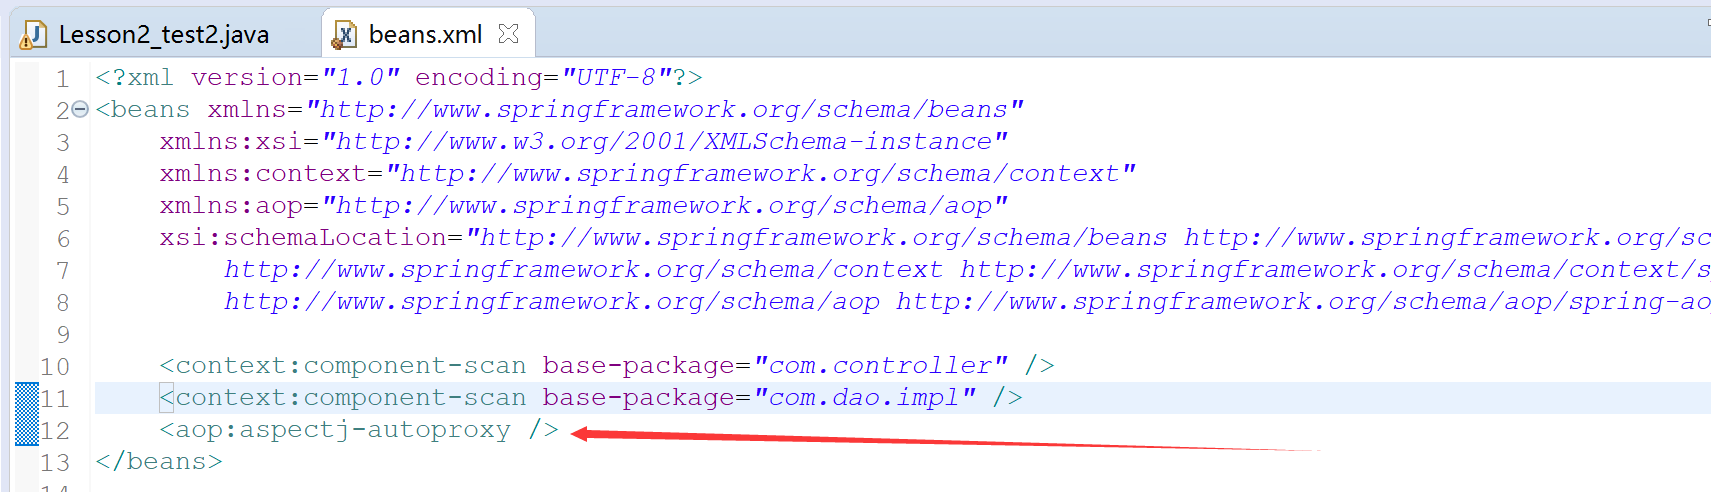 Lesson2_test2.java beans.xml
1 <?xml version="1.0" encoding="UTF-8"?>
2 <beans xmlns="http://www.springframework.org/schema/beans"
3 xmlns:xsi="http://www.w3.org/2001/XMLSchema-instance"
4 xmlns:context="http://www.springframework.org/schema/context"
5 xmlns:aop="http://www.springframework.org/schema/aop"
6 xsi:schemaLocation="http://www.springframework.org/schema/beans http://www.springframework.org/sc
7 http://www.springframework.org/schema/context http://www.springframework.org/schema/context/s
8 http://www.springframework.org/schema/aop http://www.springframework.org/schema/aop/spring-ao
9
10 <context:component-scan base-package="com.controller" />
11 <context:component-scan base-package="com.dao.impl" />
12 <aop:aspectj-autoproxy />
13 </beans>
14